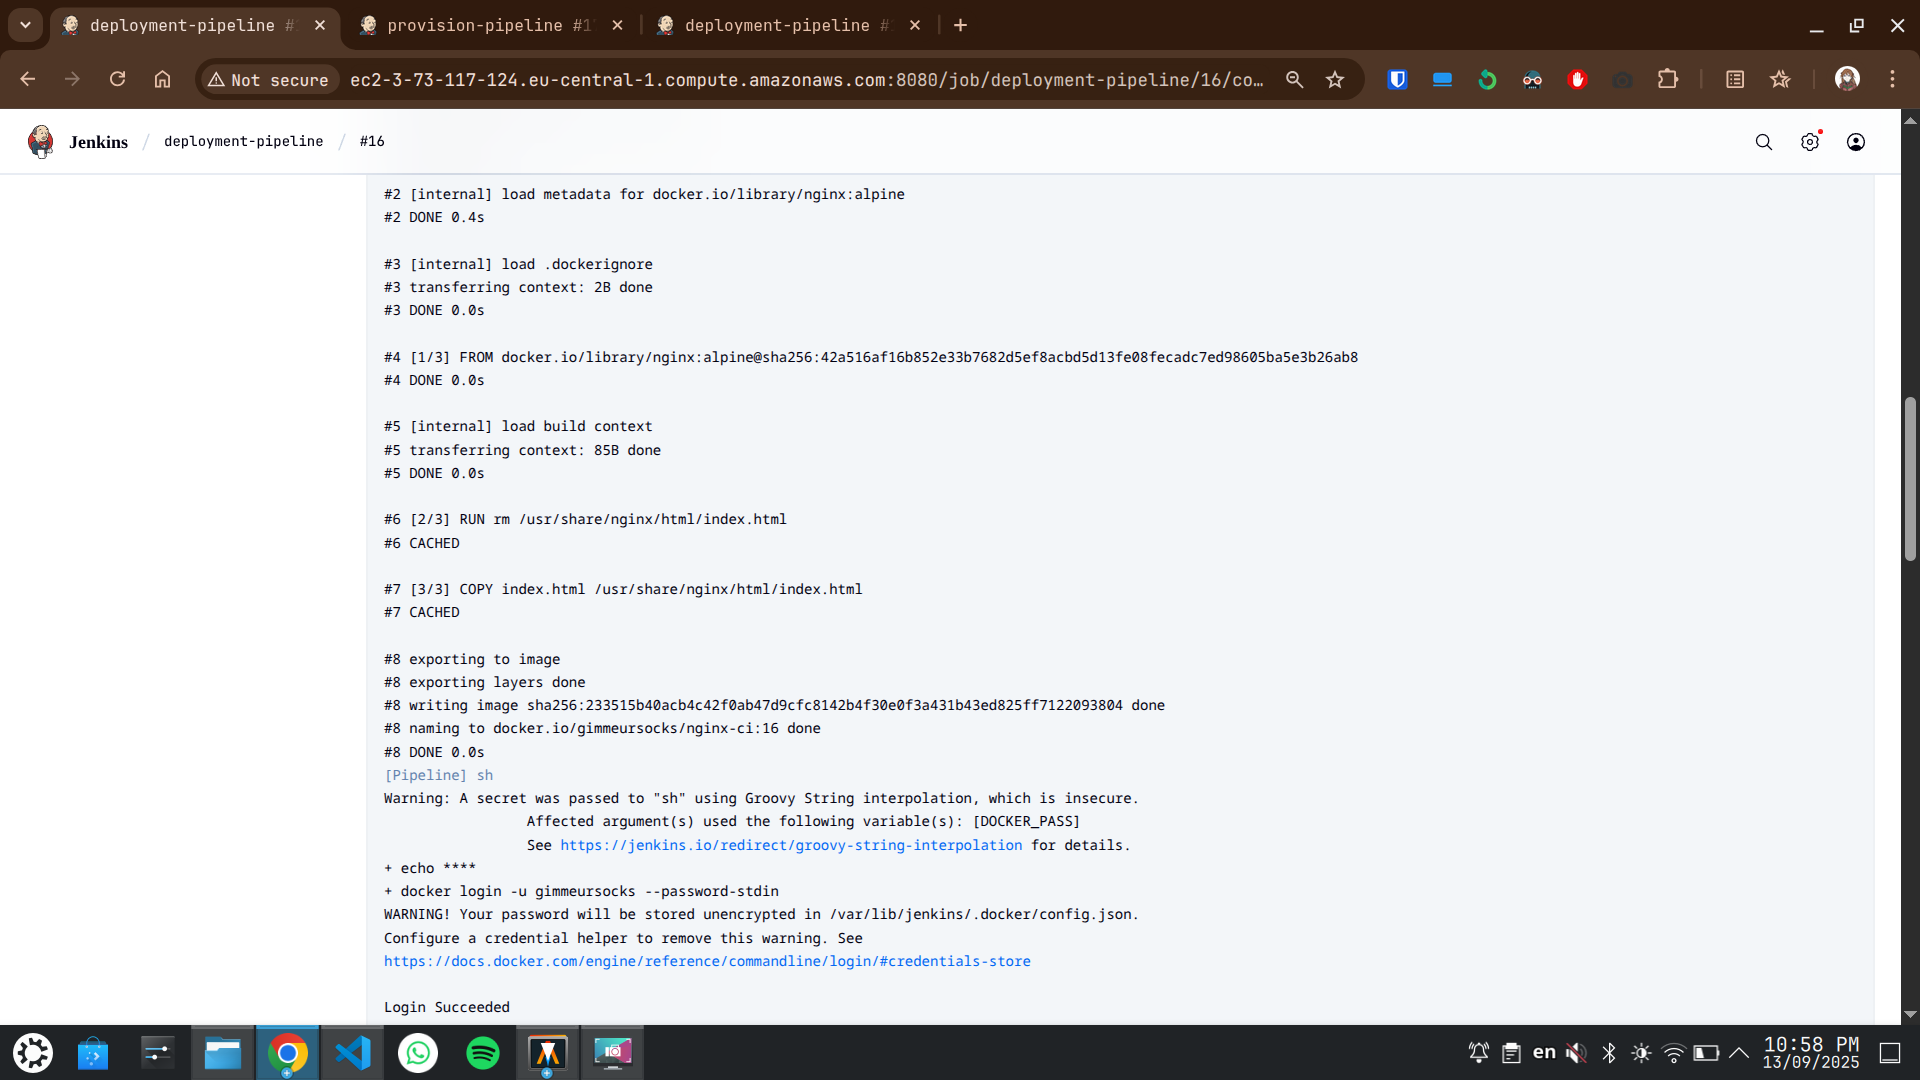 deployment-pipeline #
provision-pipeline #1
deployment-pipeline #
Not secure
ec2-3-73-117-124.eu-central-1.compute.amazonaws.com:8080/job/deployment-pipeline/16/co…
Jenkins / deployment-pipeline / #16
#2 [internal] load metadata for docker.io/library/nginx:alpine
#2 DONE 0.4s
#3 [internal] load .dockerignore
#3 transferring context: 2B done
#3 DONE 0.0s
#4 [1/3] FROM docker.io/library/nginx:alpine@sha256:42a516af16b852e33b7682d5ef8acbd5d13fe08fecadc7ed98605ba5e3b26ab8
#4 DONE 0.0s
#5 [internal] load build context
#5 transferring context: 85B done
#5 DONE 0.0s
#6 [2/3] RUN rm /usr/share/nginx/html/index.html
#6 CACHED
#7 [3/3] COPY index.html /usr/share/nginx/html/index.html
#7 CACHED
#8 exporting to image
#8 exporting layers done
#8 writing image sha256:233515b40acb4c42f0ab47d9cfc8142b4f30e0f3a431b43ed825ff7122093804 done
#8 naming to docker.io/gimmeursocks/nginx-ci:16 done
#8 DONE 0.0s
[Pipeline] sh
Warning: A secret was passed to "sh" using Groovy String interpolation, which is insecure.
Affected argument(s) used the following variable(s): [DOCKER_PASS]
See https://jenkins.io/redirect/groovy-string-interpolation for details.
+ echo ****
+ docker login -u gimmeursocks --password-stdin
WARNING! Your password will be stored unencrypted in /var/lib/jenkins/.docker/config.json.
Configure a credential helper to remove this warning. See
https://docs.docker.com/engine/reference/commandline/login/#credentials-store
Login Succeeded
en
10:58 PM
13/09/2025